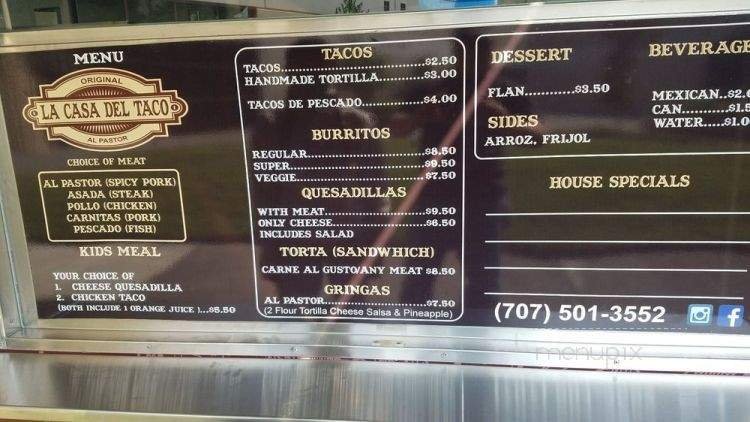 MENU
ORIGINAL
LA CASA DEL TACO
AL PASTOR
CHOICE OF MEAT
AL PASTOR (SPICY PORK)
ASADA (STEAK)
POLLO (CHICKEN)
CARNITAS (PORK)
PESCADO (FISH)
KIDS MEAL
YOUR CHOICE OF
1. CHEESE QUESADILLA
2. CHICKEN TACO
(BOTH INCLUDE 1 ORANGE JUICE )...$5.50
TACOS
TACOS.......................................$2.50
HANDMADE TORTILLA.........$3.00
TACOS DE PESCADO.............$4.00
BURRITOS
REGULAR................................$8.50
SUPER.......................................$9.50
VEGGIE.....................................$7.50
QUESADILLAS
WITH MEAT.............................$9.50
ONLY CHEESE.........................$6.50
INCLUDES SALAD
TORTA (SANDWHICH)
CARNE AL GUSTO/ANY MEAT $8.50
GRINGAS
AL PASTOR..............................$7.50
(2 Flour Tortilla Cheese Salsa & Pineapple)
DESSERT
FLAN..................$3.50
SIDES
ARROZ, FRIJOL
BEVERAGE
MEXICAN..$2.
CAN............$1.5
WATER.....$1.0
HOUSE SPECIALS
(707) 501-3552
menupix